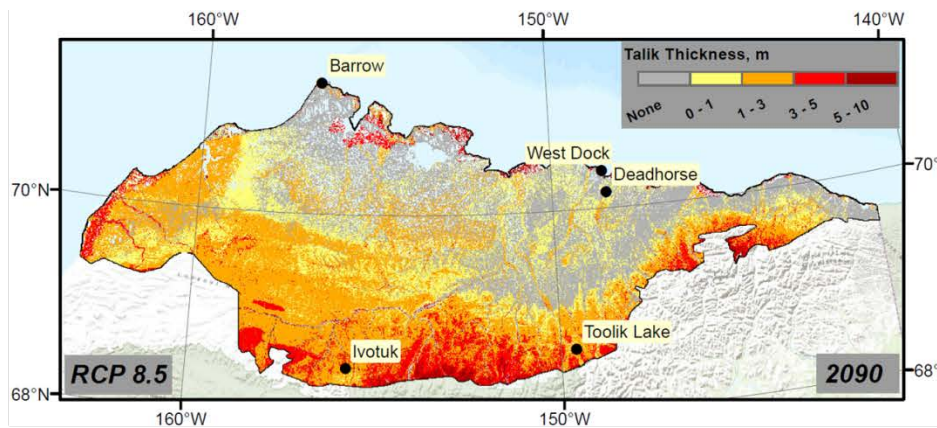 160°W
150°W
140°W
Talik Thickness, m
None
0 - 1
1 - 3
3 - 5
5 - 10
Barrow
West Dock
Deadhorse
70°N
70°N
Toolik Lake
Ivotuk
RCP 8.5
2090
68°N
68°N
160°W
150°W